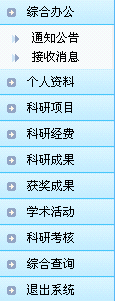 综合办公
通知公告
接收消息
个人资料
科研项目
科研经费
科研成果
获奖成果
学术活动
科研考核
综合查询
退出系统